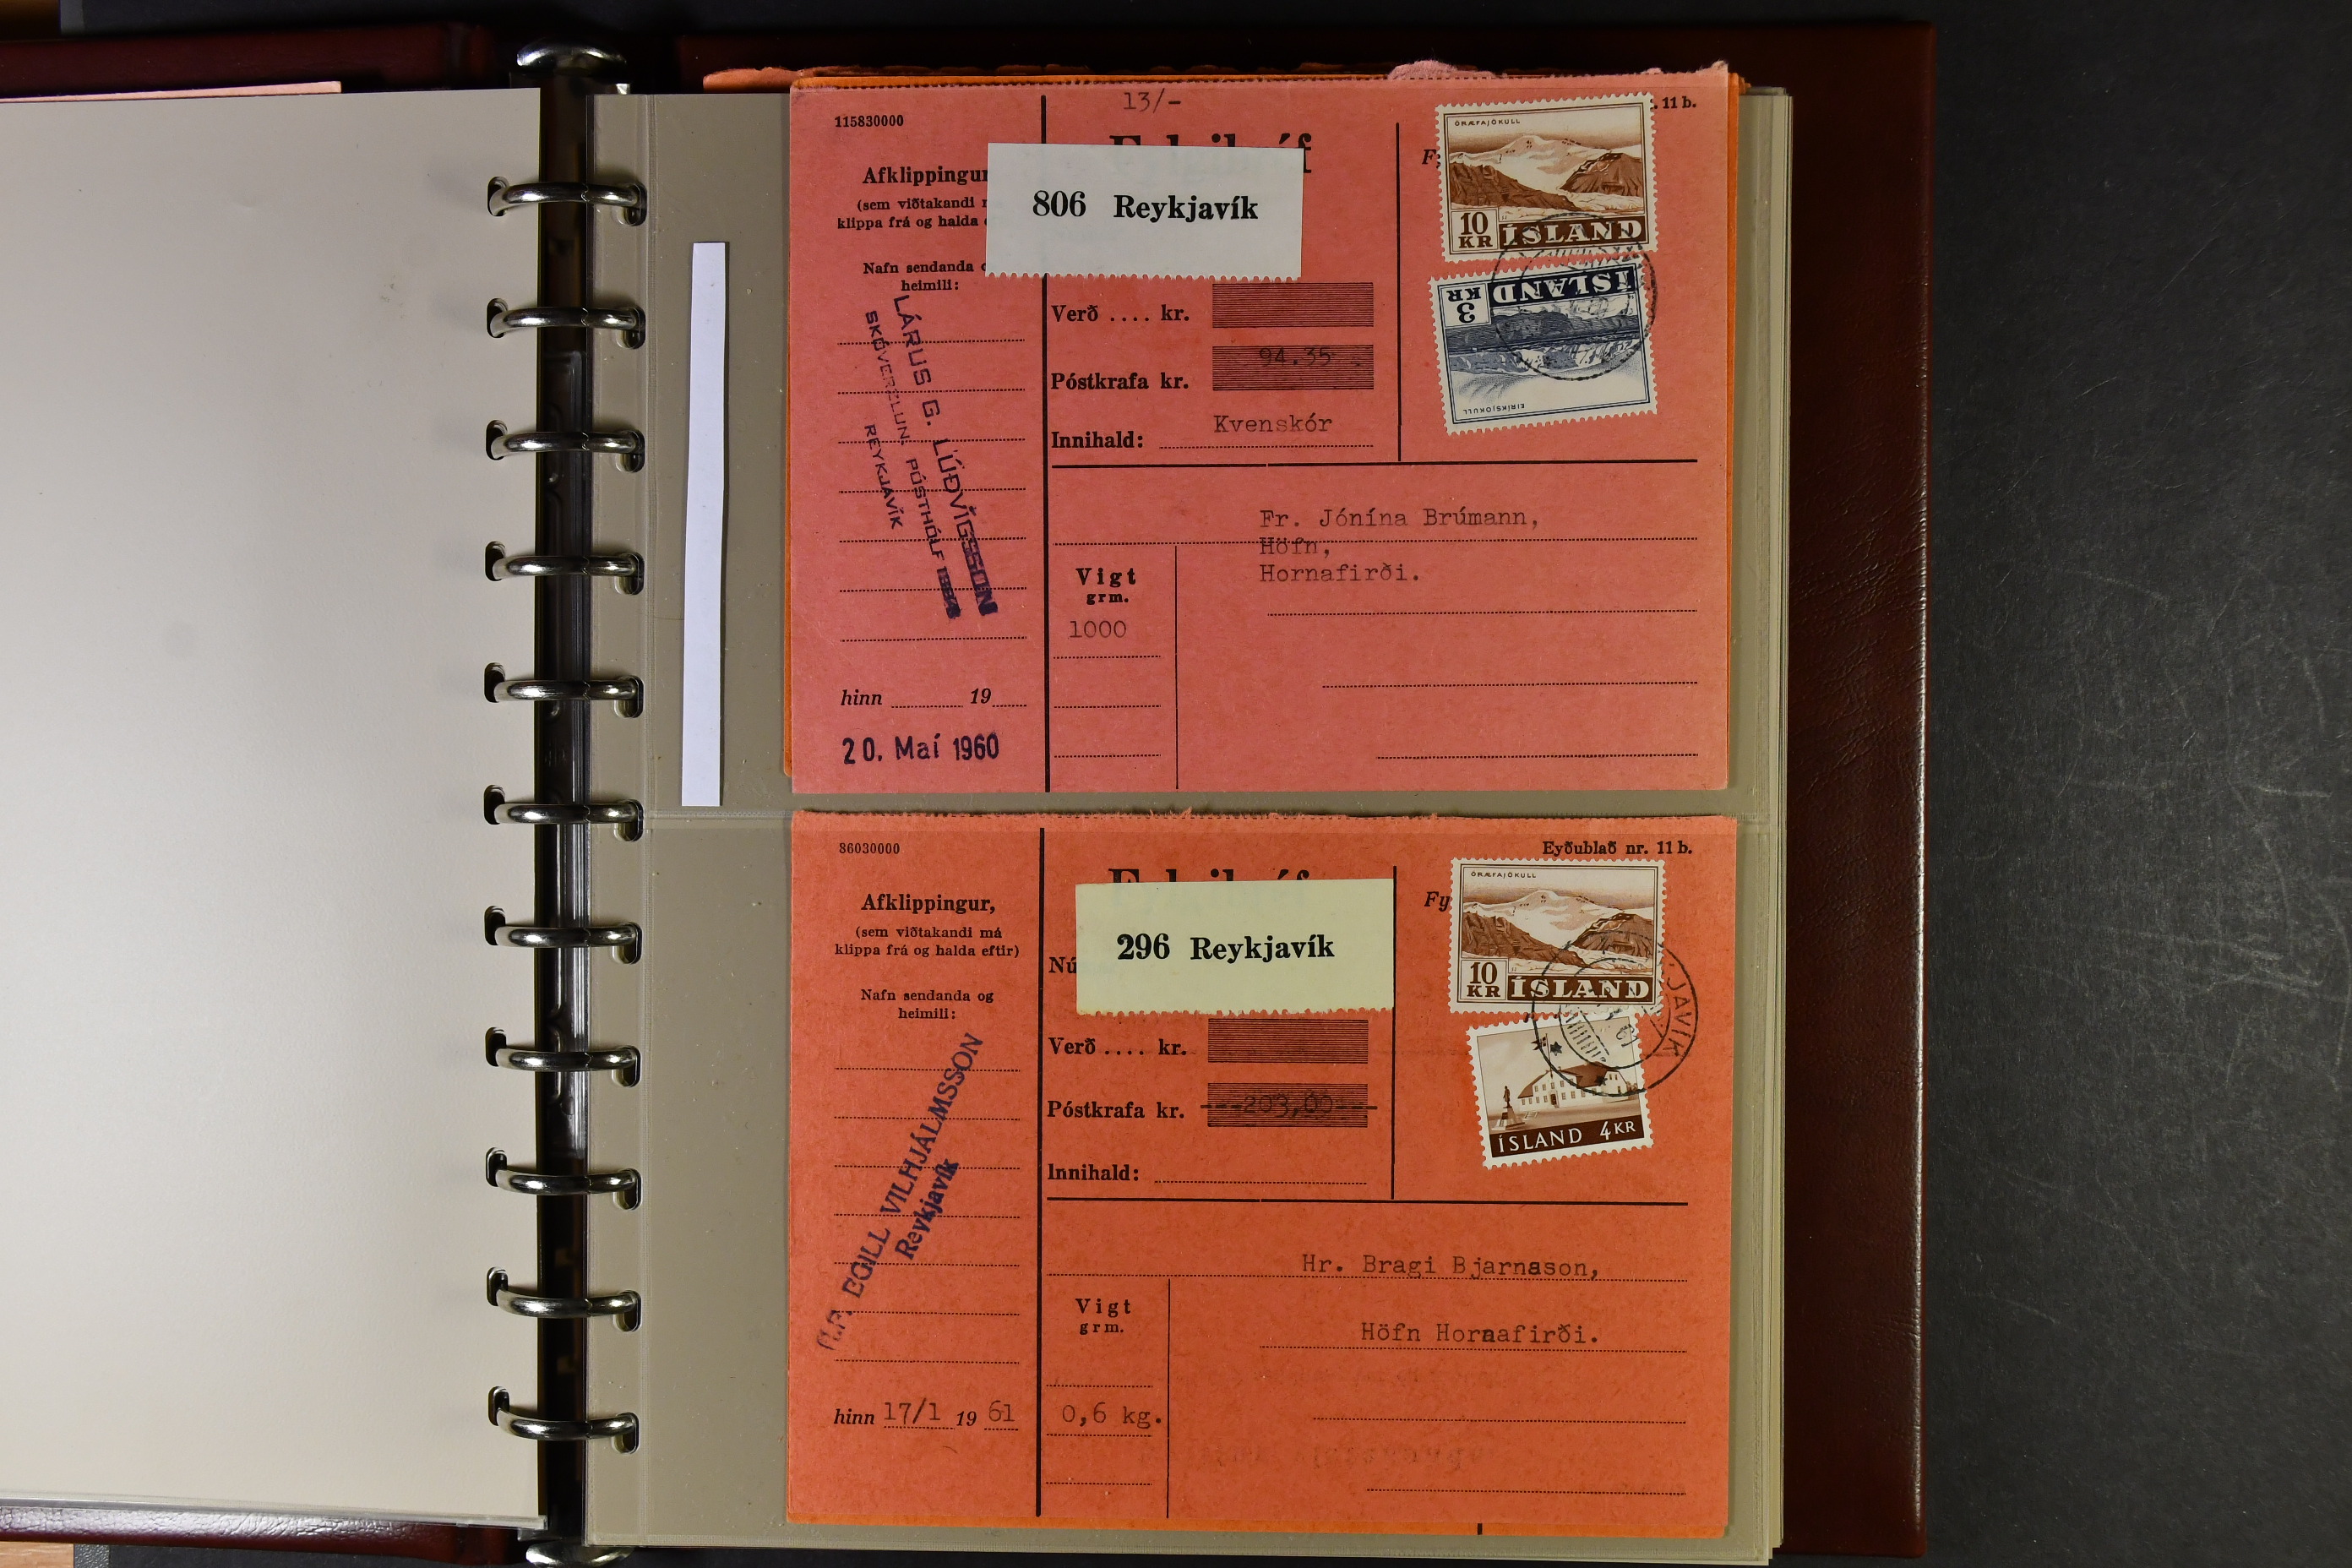 13/-
115830000
. 11 b.
Afklippingur
(sem viðtakandi
klippa frá og halda
Nafn sendanda
heimili:
LÁRUS G. LÚÐVÍGSSON
SKÓVERZLUN, PÓSTHÓLF
REYKJAVÍK
hinn 19
20. Maí 1960
806 Reykjavík
Verð .... kr.
Póstkrafa kr. 94.35
Innihald: Kvenskór
ÖRÆFAJÖKULL
10 KR ÍSLAND
3 KR ÍSLAND
EIRÍKSJÖKULL
Fr. Jónína Brúmann,
Höfn,
Hornafirði.
Vigt
grm.
1000
86030000
Eyðublað nr. 11 b.
Afklippingur,
(sem viðtakandi má
klippa frá og halda eftir)
Nafn sendanda og
heimili:
H.F. EGILL VILHJÁLMSSON
Reykjavík
hinn 17/1 19 61
296 Reykjavík
Nú
Fy
Verð .... kr.
Póstkrafa kr. ---203,00---
Innihald:
ÖRÆFAJÖKULL
10 KR ÍSLAND
ÍSLAND 4 KR
JAVÍK
Hr. Bragi Bjarnason,
Höfn Hornafirði.
Vigt
grm.
0,6 kg.